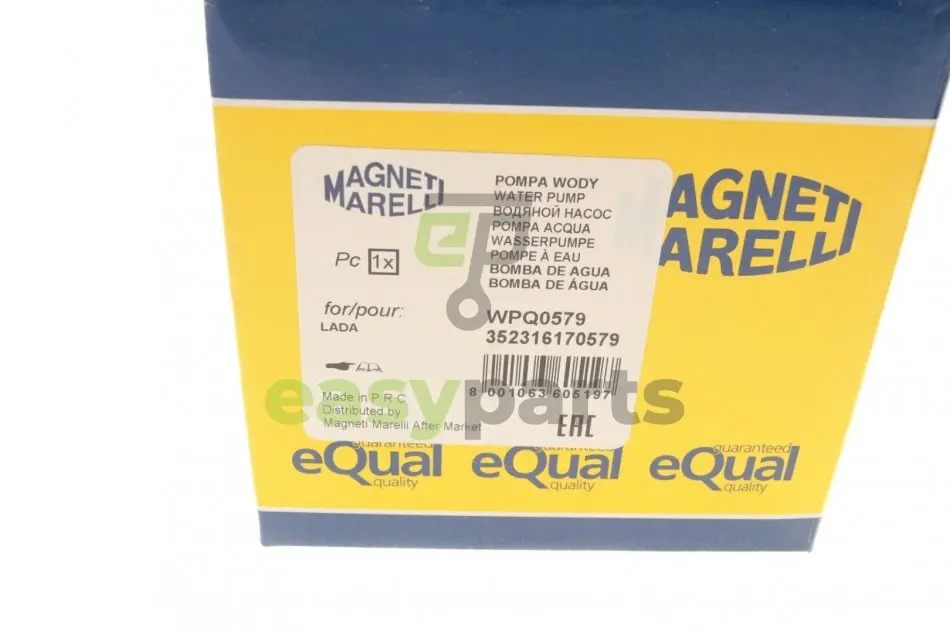 MAGNETI
MARELLI
Pc 1x
for/pour:
LADA
Made in P R C
Distributed by
Magneti Marelli After Market
POMPA WODY
WATER PUMP
ВОДЯНОЙ НАСОС
POMPA ACQUA
WASSERPUMPE
POMPE À EAU
BOMBA DE AGUA
BOMBA DE ÁGUA
WPQ0579
352316170579
8 001063 605197
EAC
MAGNETI
MARELLI
ep
easyparts
guaranteed
eQual
quality
guaranteed
eQual
quality
guaranteed
eQual
quality